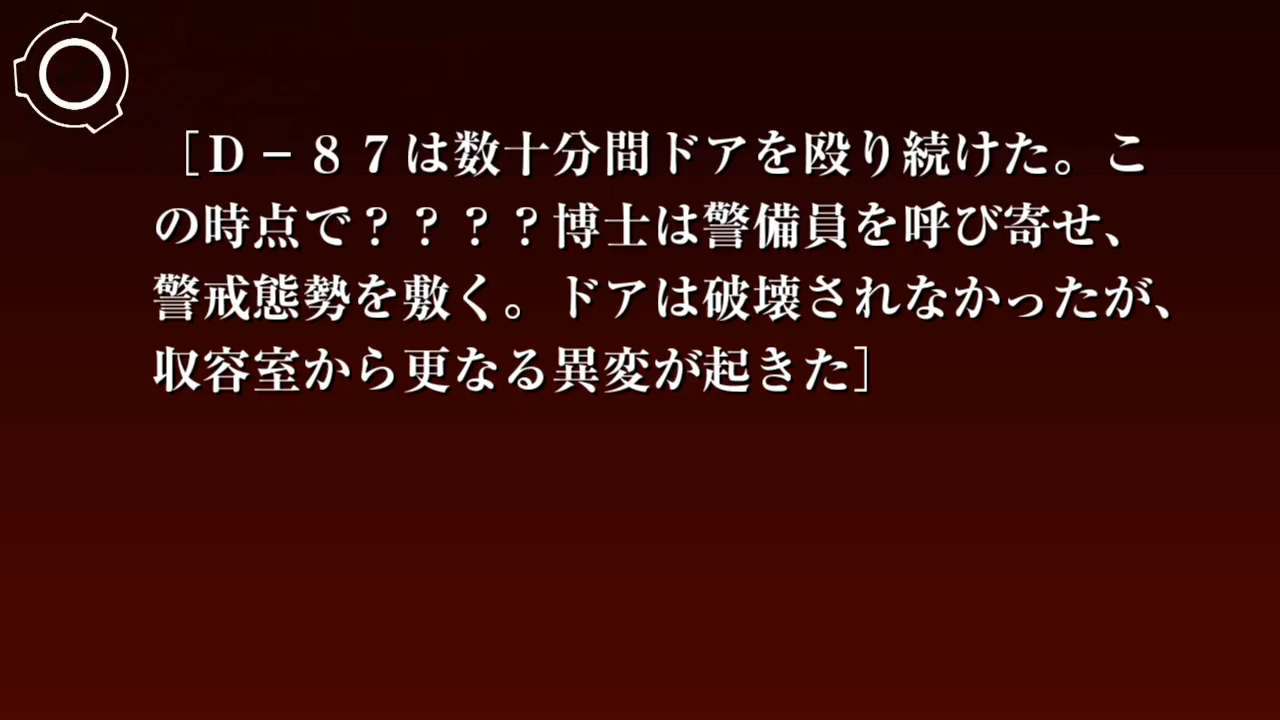 ［Ｄ－８７は数十分間ドアを殴り続けた。こ
の時点で？？？？博士は警備員を呼び寄せ、
警戒態勢を敷く。ドアは破壊されなかったが、
収容室から更なる異変が起きた］